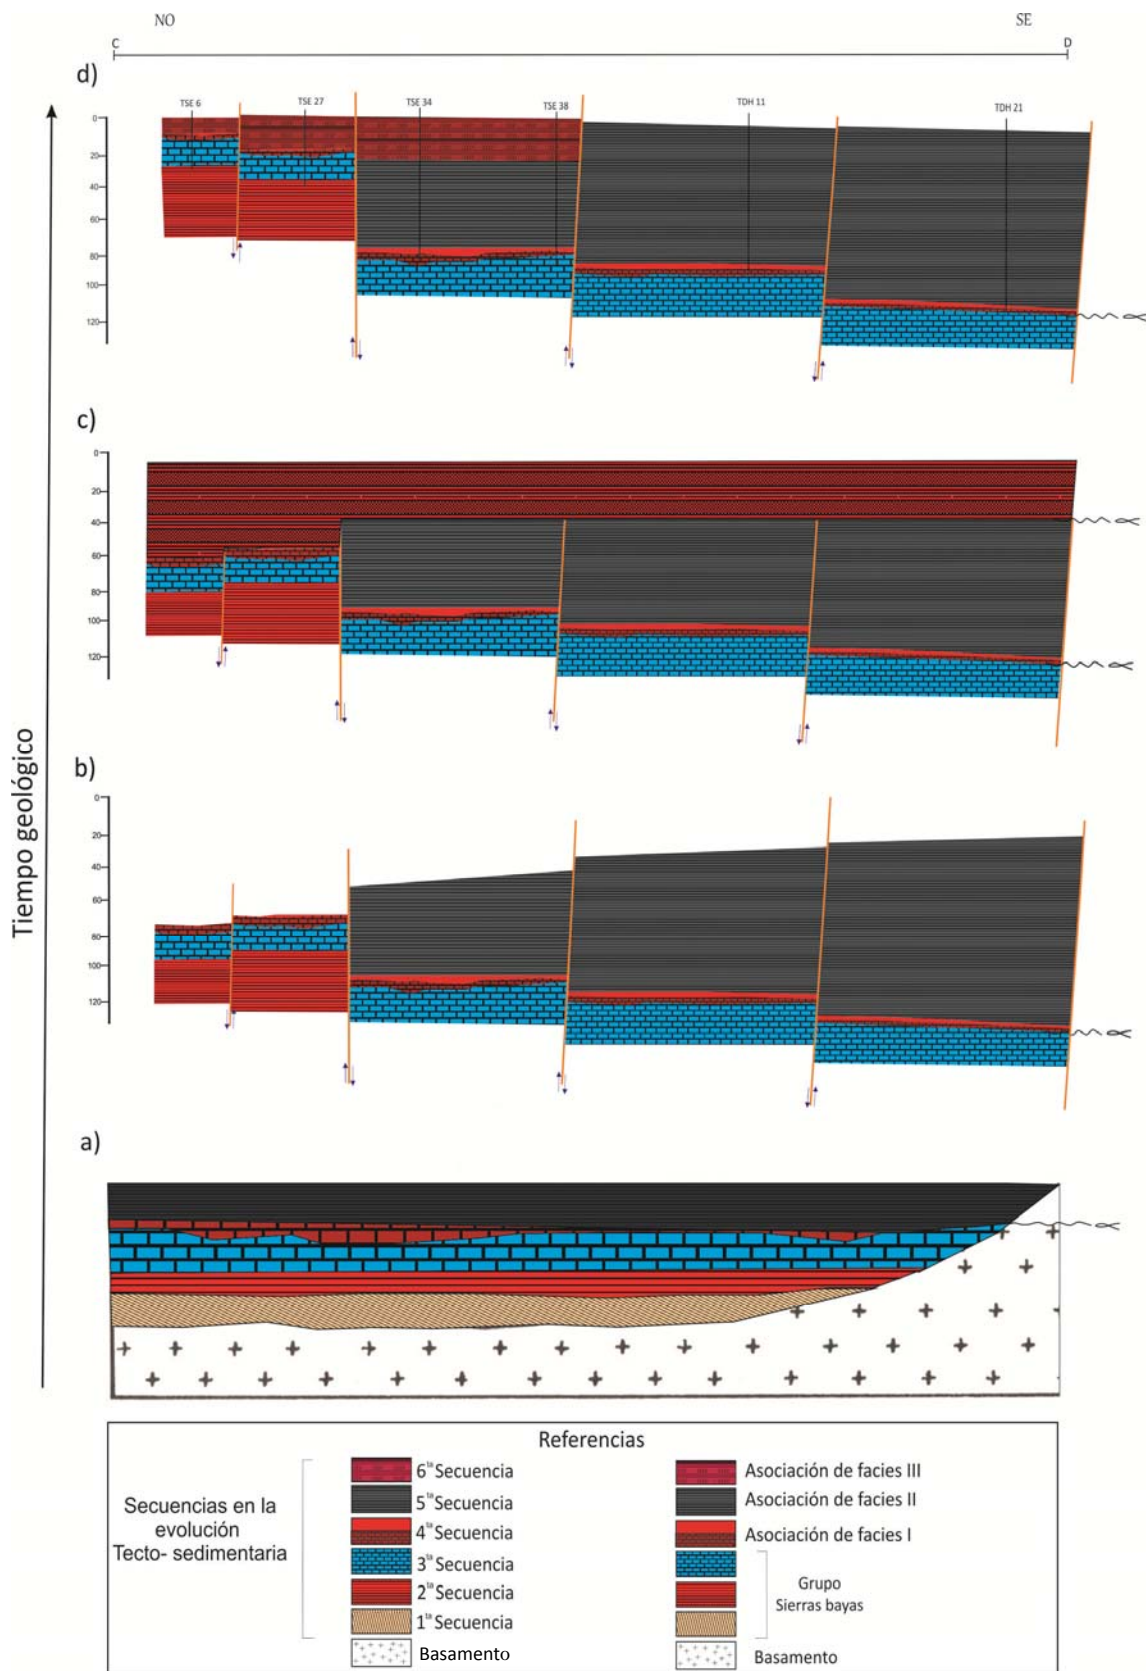 NO SE
C D
d)
TSE 6 TSE 27 TSE 34 TSE 38 TDH 11 TDH 21
0
20
40
60
80
100
120
c)
0
20
40
60
80
100
120
b)
0
20
40
60
80
100
120
a)
Tiempo geológico
Referencias
Secuencias en la
evolución
Tecto- sedimentaria
6ta Secuencia
5ta Secuencia
4ta Secuencia
3ta Secuencia
2ta Secuencia
1ta Secuencia
Basamento
Asociación de facies III
Asociación de facies II
Asociación de facies I
Grupo
Sierras bayas
Basamento